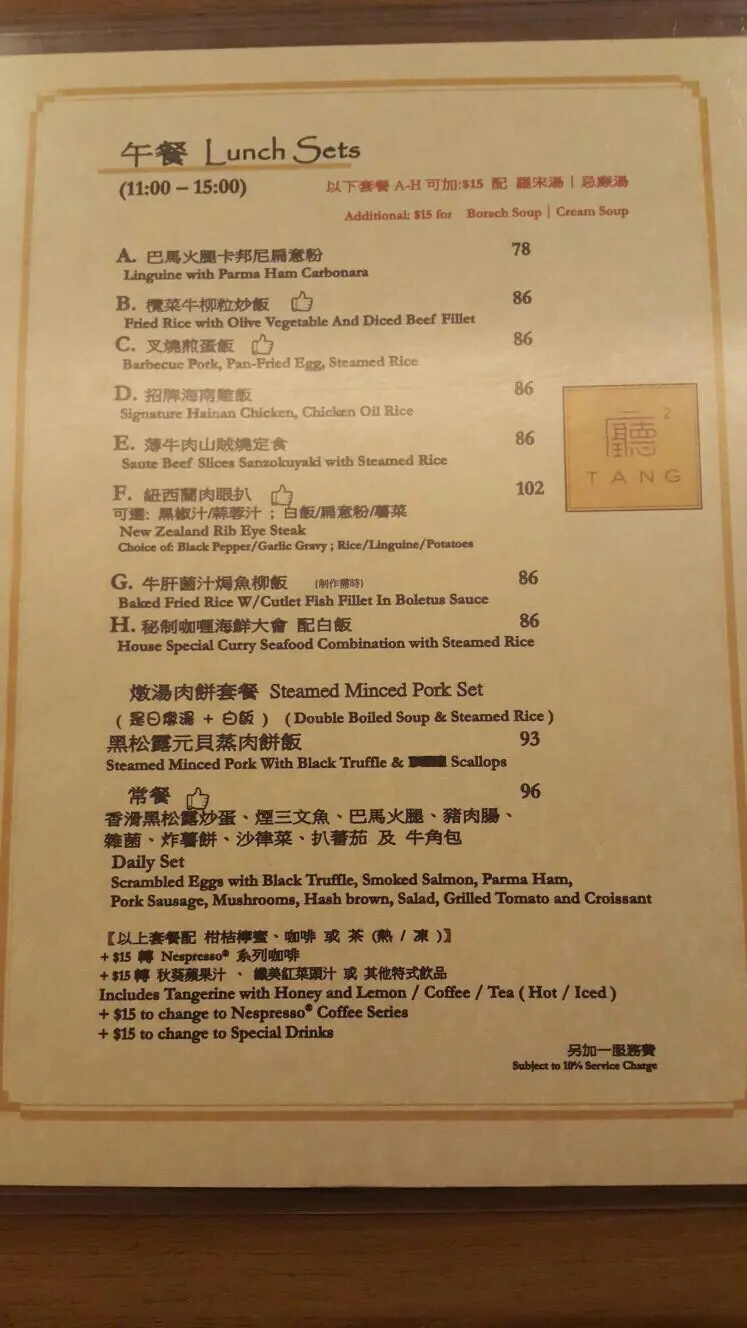 午餐 Lunch Sets
(11:00 – 15:00)
以下套餐 A-H 可加:$15 配 羅宋湯 | 忌廉湯
Additional: $15 for Borsch Soup | Cream Soup
A. 巴馬火腿卡邦尼扁意粉 78
Linguine with Parma Ham Carbonara
B. 欖菜牛柳粒炒飯 86
Fried Rice with Olive Vegetable And Diced Beef Fillet
C. 叉燒煎蛋飯 86
Barbecue Pork, Pan-Fried Egg, Steamed Rice
D. 招牌海南雞飯 86
Signature Hainan Chicken, Chicken Oil Rice
E. 薄牛肉山賊燒定食 86
Saute Beef Slices Sanzokuyaki with Steamed Rice
廳 2
TANG
F. 紐西蘭肉眼扒 102
可選: 黑椒汁/蒜蓉汁 ; 白飯/扁意粉/薯菜
New Zealand Rib Eye Steak
Choice of: Black Pepper/Garlic Gravy ; Rice/Linguine/Potatoes
G. 牛肝菌汁焗魚柳飯 (制作需時) 86
Baked Fried Rice W/Cutlet Fish Fillet In Boletus Sauce
H. 秘制咖喱海鮮大會 配白飯 86
House Special Curry Seafood Combination with Steamed Rice
燉湯肉餅套餐 Steamed Minced Pork Set
( 是日燉湯 + 白飯 ) ( Double Boiled Soup & Steamed Rice )
黑松露元貝蒸肉餅飯 93
Steamed Minced Pork With Black Truffle & Scallops
常餐 96
香滑黑松露炒蛋、煙三文魚、巴馬火腿、豬肉腸、
雜菌、炸薯餅、沙律菜、扒蕃茄 及 牛角包
Daily Set
Scrambled Eggs with Black Truffle, Smoked Salmon, Parma Ham,
Pork Sausage, Mushrooms, Hash brown, Salad, Grilled Tomato and Croissant
〖以上套餐配 柑桔檸蜜、咖啡 或 茶 (熱 / 凍 )〗
+ $15 轉 Nespresso® 系列咖啡
+ $15 轉 秋葵蘋果汁 、 纖美紅菜頭汁 或 其他特式飲品
Includes Tangerine with Honey and Lemon / Coffee / Tea ( Hot / Iced )
+ $15 to change to Nespresso® Coffee Series
+ $15 to change to Special Drinks
另加一服務費
Subject to 10% Service Charge